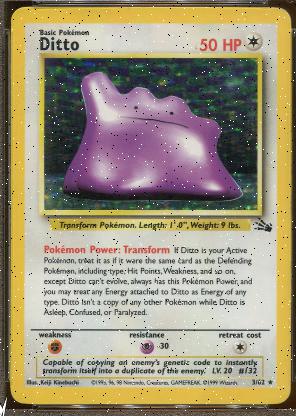 Basic Pokémon
Ditto 50 HP
Transform Pokémon. Length: 1' 0", Weight: 9 lbs.
Pokémon Power: Transform If Ditto is your Active
Pokémon, treat it as if it were the same card as the Defending
Pokémon, including type, Hit Points, Weakness, and so on,
except Ditto can't evolve, always has this Pokémon Power, and
you may treat any Energy attached to Ditto as Energy of any
type. Ditto isn't a copy of any other Pokémon while Ditto is
Asleep, Confused, or Paralyzed.
weakness resistance retreat cost
-30
Capable of copying an enemy's genetic code to instantly
transform itself into a duplicate of the enemy. LV. 20 #132
Illus. Keiji Kinebuchi ©1995, 96, 98 Nintendo, Creatures, GAMEFREAK. ©1999 Wizards. 3/62